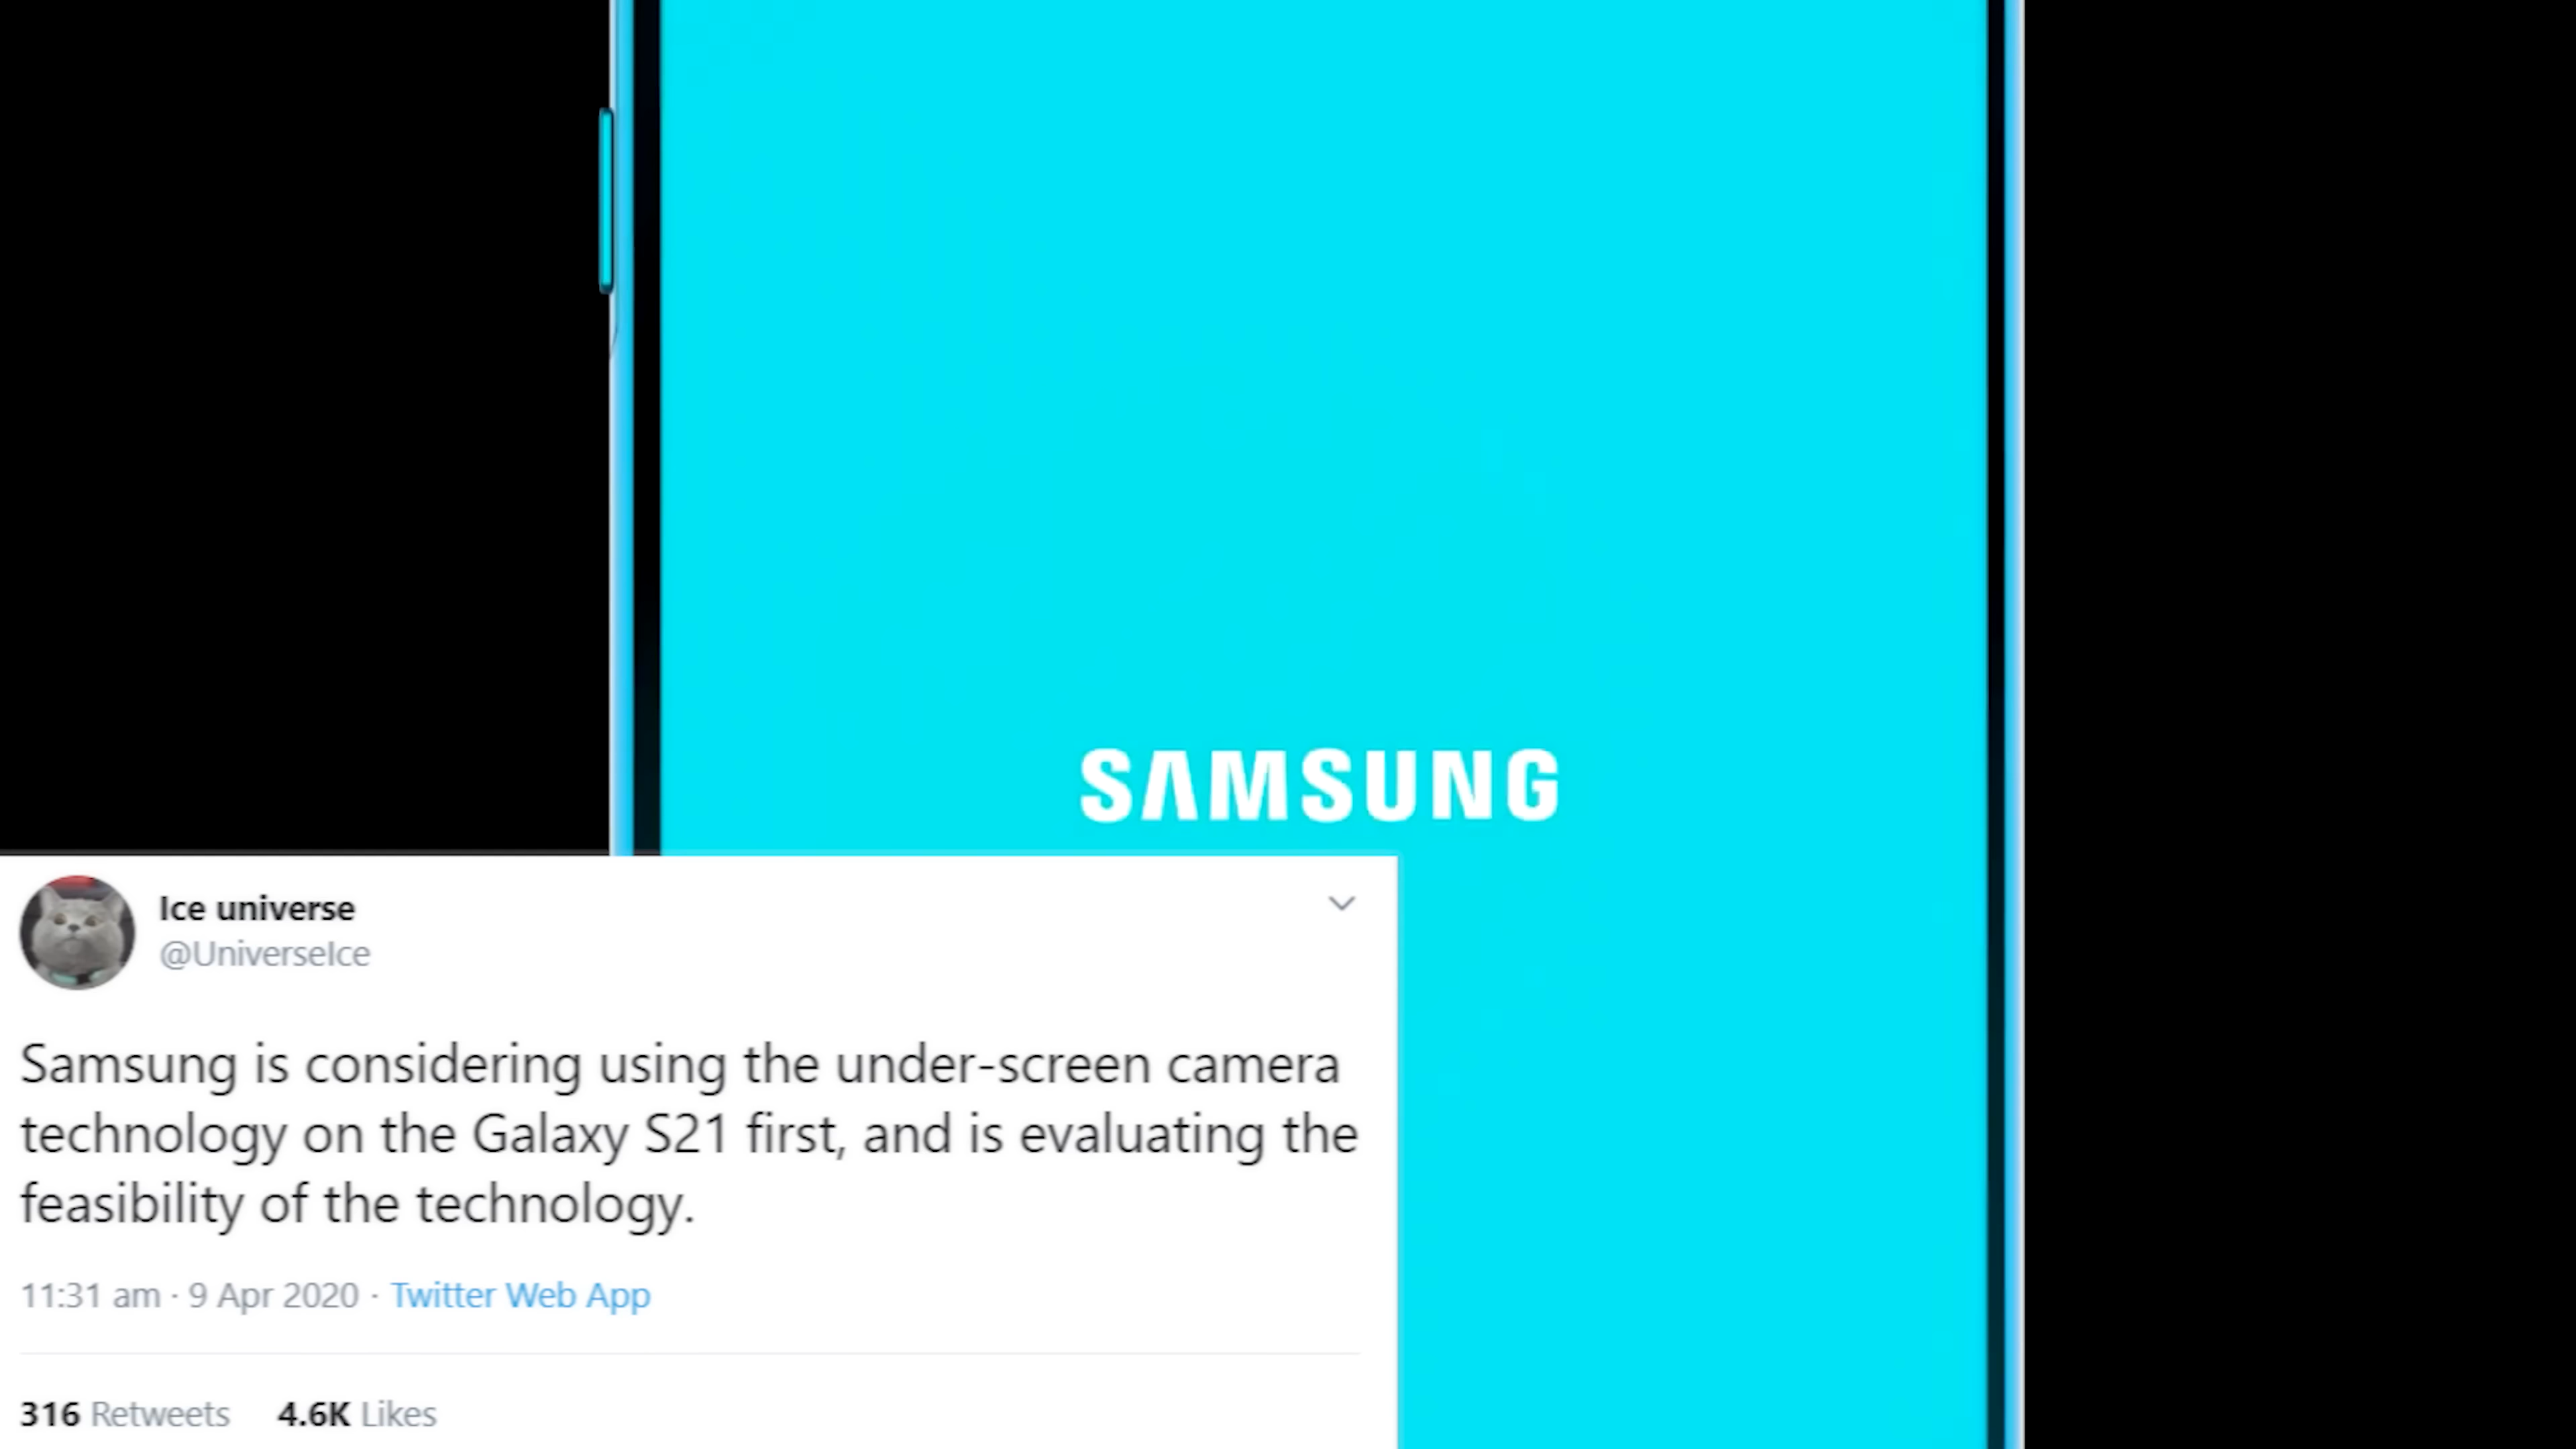 SAMSUNG
Ice universe
@UniverseIce
Samsung is considering using the under-screen camera
technology on the Galaxy S21 first, and is evaluating the
feasibility of the technology.
11:31 am · 9 Apr 2020 · Twitter Web App
316 Retweets 4.6K Likes